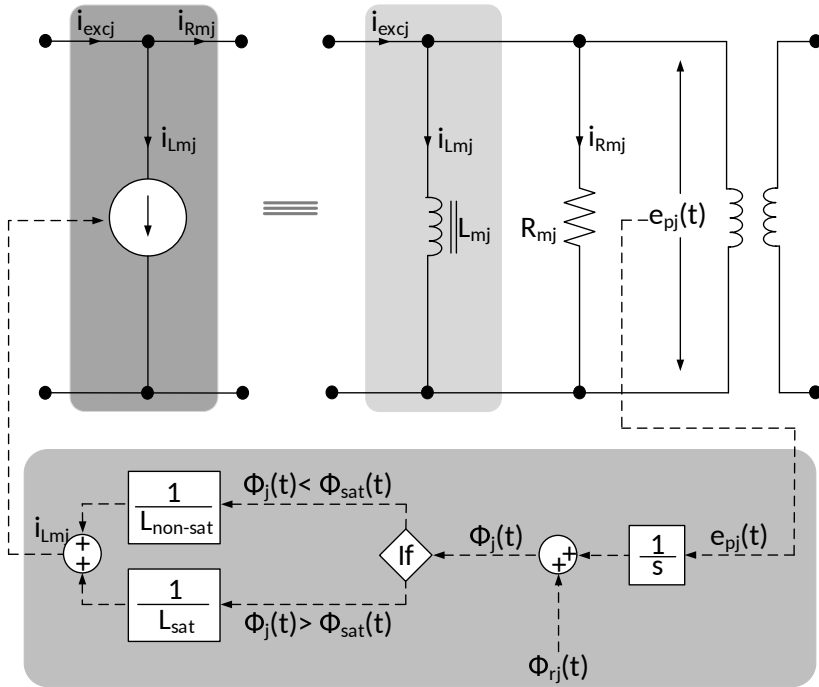 i_excj i_Rmj i_excj
i_Lmj i_Lmj i_Rmj
L_mj R_mj e_pj(t)
Φ_j(t)< Φ_sat(t)
1
L_non-sat
i_Lmj + + If Φ_j(t) + + 1
s e_pj(t)
1
L_sat
Φ_j(t)> Φ_sat(t)
Φ_rj(t)